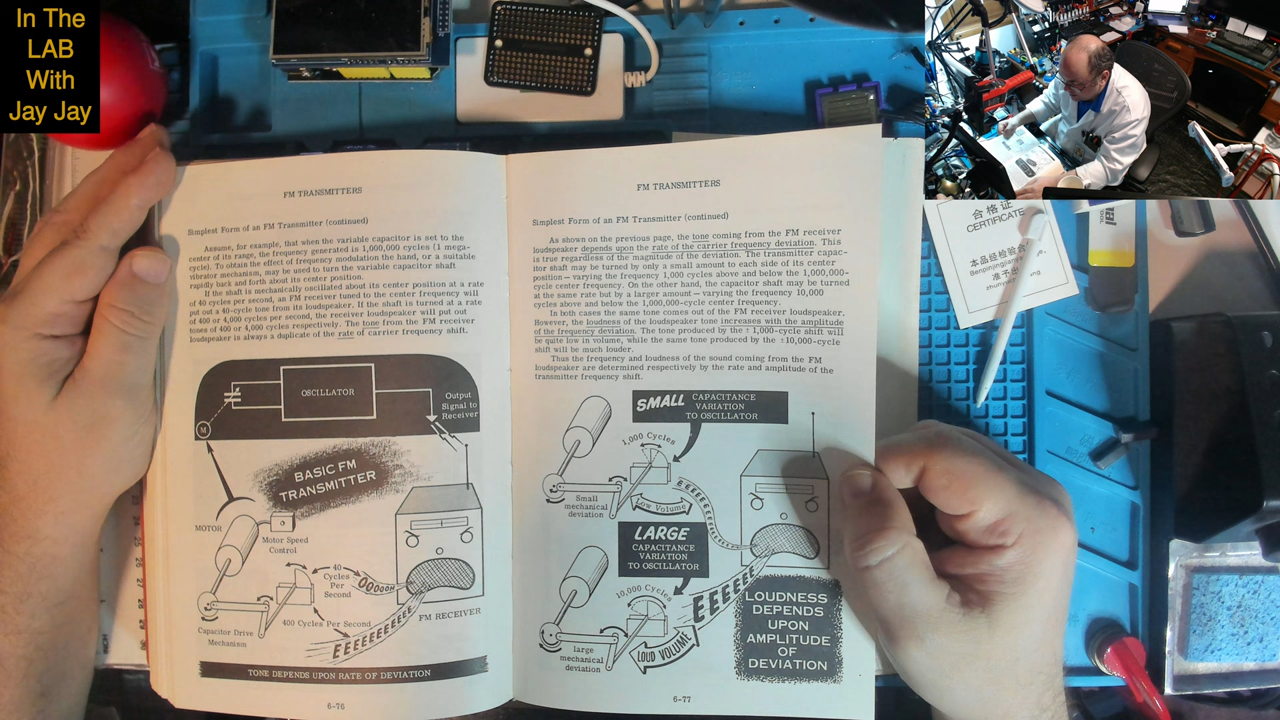 In The
LAB
With
Jay Jay
FM TRANSMITTERS
Simplest Form of an FM Transmitter (continued)
Assume, for example, that when the variable capacitor is set to the
center of its range, the frequency generated is 1,000,000 cycles (1 mega-
cycle). To obtain the effect of frequency modulation the hand, or a suitable
vibrator mechanism, may be used to turn the variable capacitor shaft
rapidly back and forth about its center position.
If the shaft is mechanically oscillated about its center position at a rate
of 40 cycles per second, an FM receiver tuned to the center frequency will
put out a 40-cycle tone from its loudspeaker. If the shaft is turned at a rate
of 400 or 4,000 cycles per second, the receiver loudspeaker will put out
tones of 400 or 4,000 cycles respectively. The tone from the FM receiver
loudspeaker is always a duplicate of the rate of carrier frequency shift.
OSCILLATOR
Output
Signal to
Receiver
M
BASIC FM
TRANSMITTER
MOTOR
Motor Speed
Control
40
Cycles
Per
Second
OOOOOO
400 Cycles Per Second
EEEEEEEE
FM RECEIVER
Capacitor Drive
Mechanism
TONE DEPENDS UPON RATE OF DEVIATION
6-76
FM TRANSMITTERS
Simplest Form of an FM Transmitter (continued)
As shown on the previous page, the tone coming from the FM receiver
loudspeaker depends upon the rate of the carrier frequency deviation. This
is true regardless of the magnitude of the deviation. The transmitter capac-
itor shaft may be turned by only a small amount to each side of its center
position — varying the frequency 1,000 cycles above and below the 1,000,000-
cycle center frequency. On the other hand, the capacitor shaft may be turned
at the same rate but by a larger amount — varying the frequency 10,000
cycles above and below the 1,000,000-cycle center frequency.
In both cases the same tone comes out of the FM receiver loudspeaker.
However, the loudness of the loudspeaker tone increases with the amplitude
of the frequency deviation. The tone produced by the ± 1,000-cycle shift will
be quite low in volume, while the same tone produced by the ±10,000-cycle
shift will be much louder.
Thus the frequency and loudness of the sound coming from the FM
loudspeaker are determined respectively by the rate and amplitude of the
transmitter frequency shift.
SMALL CAPACITANCE
VARIATION
TO OSCILLATOR
1,000 Cycles
Small
mechanical
deviation
Low Volume
LARGE
CAPACITANCE
VARIATION
TO OSCILLATOR
10,000 Cycles
EEEEEEE
large
mechanical
deviation
LOUD VOLUME
LOUDNESS
DEPENDS
UPON
AMPLITUDE
OF
DEVIATION
6-77
合格证
CERTIFICATE
本品经检验合
准予出